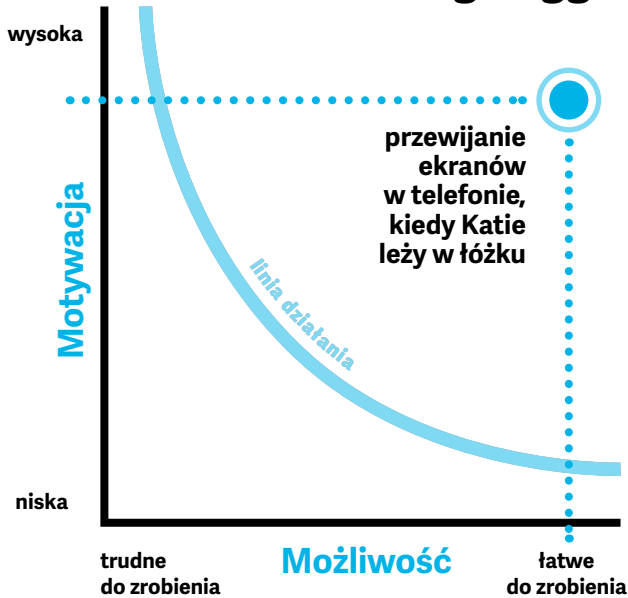 wysoka
przewijanie
ekranów
w telefonie,
kiedy Katie
leży w łóżku
Motywacja
linia działania
niska
trudne
do zrobienia
Możliwość
łatwe
do zrobienia